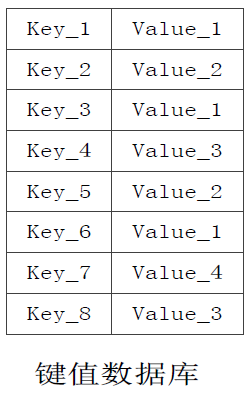 Key_1 Value_1
Key_2 Value_2
Key_3 Value_1
Key_4 Value_3
Key_5 Value_2
Key_6 Value_1
Key_7 Value_4
Key_8 Value_3
键值数据库